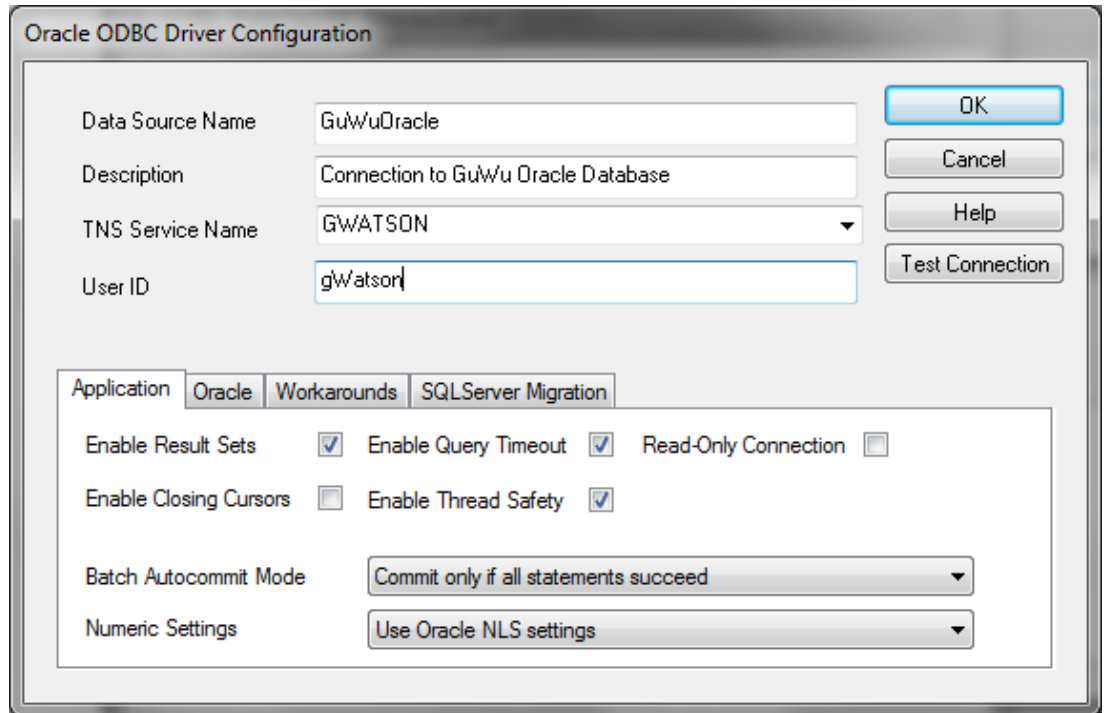 Oracle ODBC Driver Configuration
Data Source Name GuWuOracle OK
Description Connection to GuWu Oracle Database Cancel
TNS Service Name GWATSON Help
User ID gWatson Test Connection
Application Oracle Workarounds SQLServer Migration
Enable Result Sets Enable Query Timeout Read-Only Connection
Enable Closing Cursors Enable Thread Safety
Batch Autocommit Mode Commit only if all statements succeed
Numeric Settings Use Oracle NLS settings